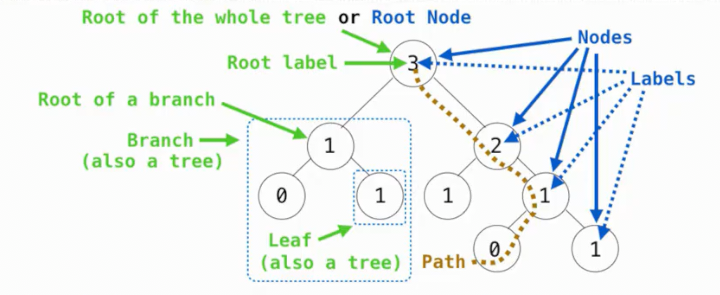 Root of the whole tree or Root Node
Nodes
Root label
3
Labels
Root of a branch
Branch
(also a tree)
1
2
0
1
1
1
Leaf
(also a tree)
Path
0
1